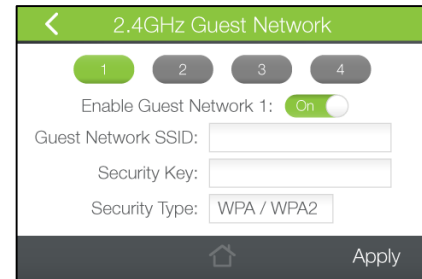 2.4GHz Guest Network
1 2 3 4
Enable Guest Network 1: On
Guest Network SSID:
Security Key:
Security Type: WPA / WPA2
Apply